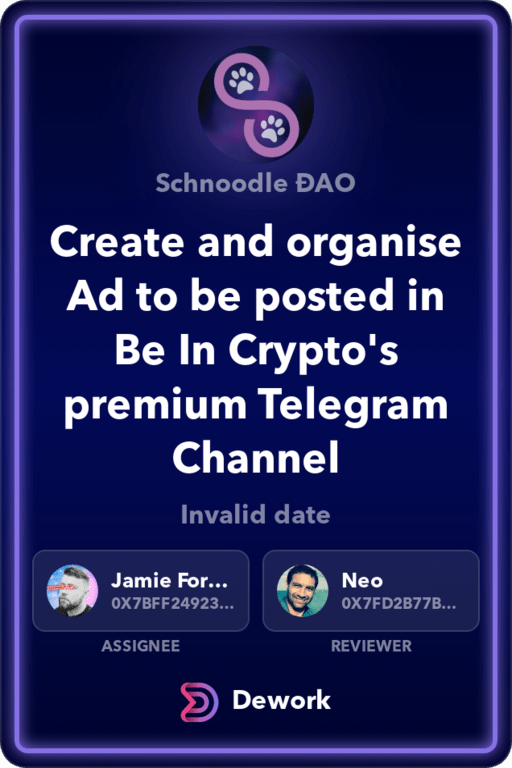 Schnoodle ÐAO
Create and organise
Ad to be posted in
Be In Crypto's
premium Telegram
Channel
Invalid date
Jamie For...
0X7BFF24923...
ASSIGNEE
Neo
0X7FD2B77B...
REVIEWER
Dework